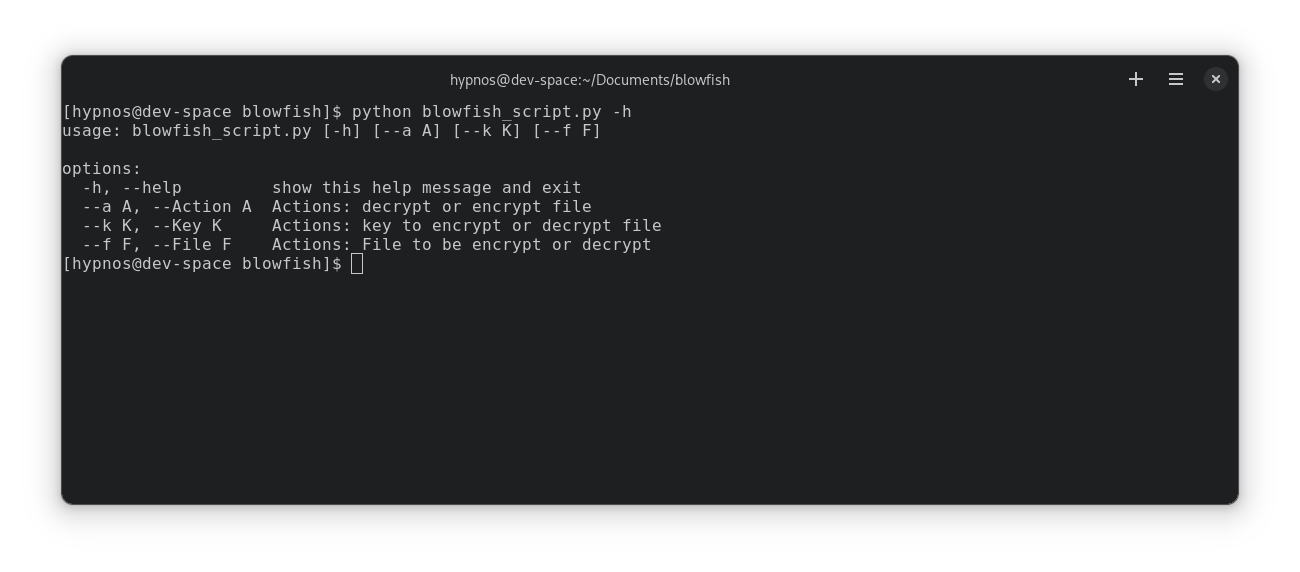 hypnos@dev-space:~/Documents/blowfish
[hypnos@dev-space blowfish]$ python blowfish_script.py -h
usage: blowfish_script.py [-h] [--a A] [--k K] [--f F]
options:
  -h, --help         show this help message and exit
  --a A, --Action A  Actions: decrypt or encrypt file
  --k K, --Key K     Actions: key to encrypt or decrypt file
  --f F, --File F    Actions: File to be encrypt or decrypt
[hypnos@dev-space blowfish]$